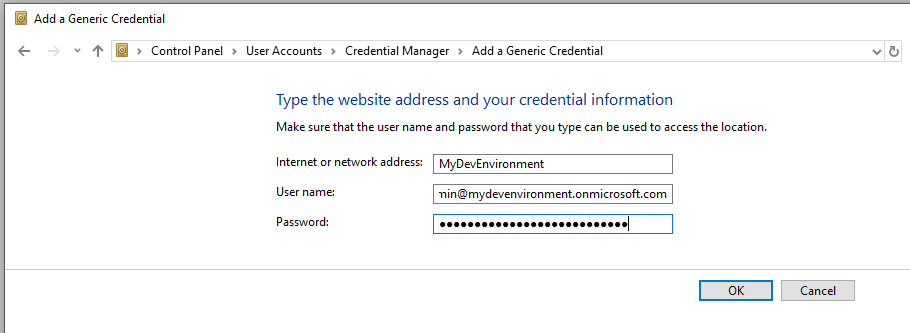 Add a Generic Credential
Control Panel > User Accounts > Credential Manager > Add a Generic Credential
Type the website address and your credential information
Make sure that the user name and password that you type can be used to access the location.
Internet or network address: MyDevEnvironment
User name: min@mydevenvironment.onmicrosoft.com
Password: ●●●●●●●●●●●●●●●●●●●●●●●●●●●
OK Cancel